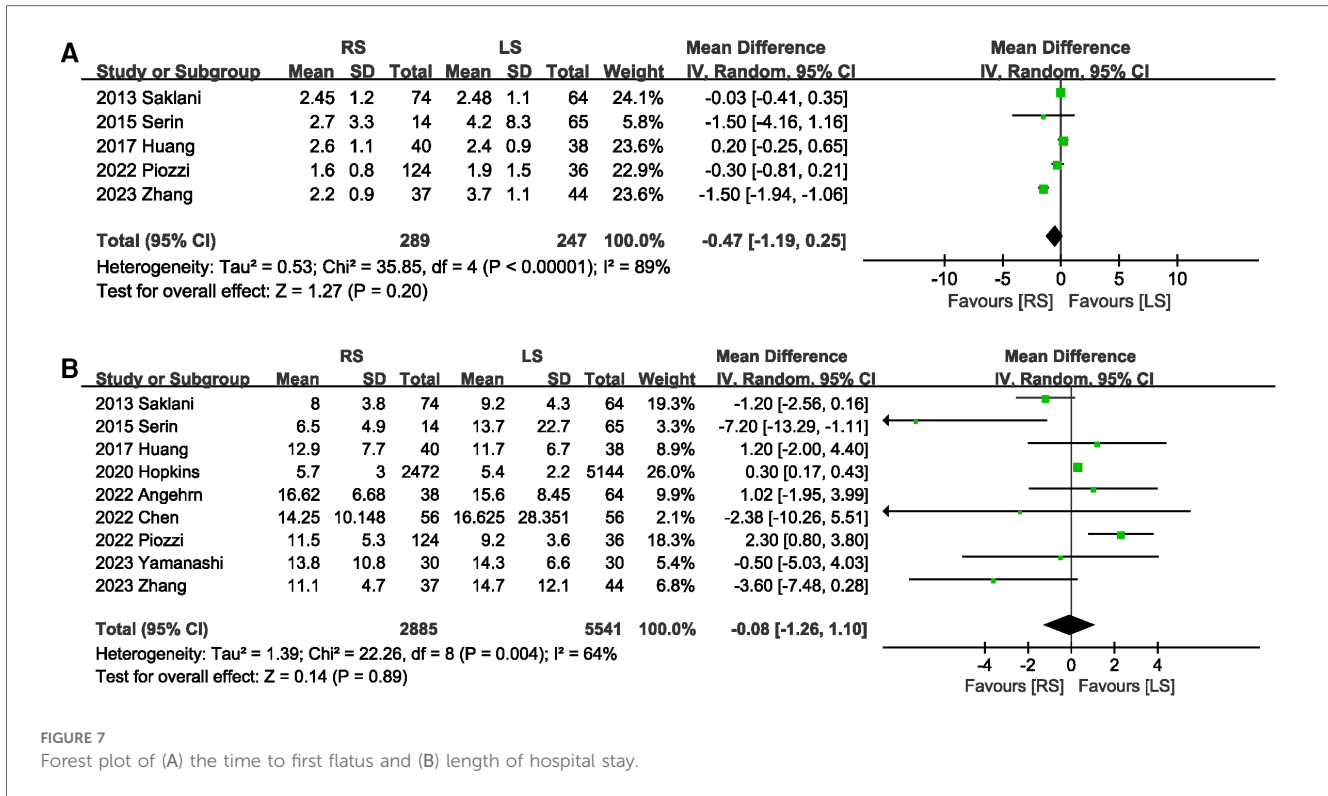 A
RS LS Mean Difference Mean Difference
Study or Subgroup Mean SD Total Mean SD Total Weight IV, Random, 95% CI IV, Random, 95% CI
2013 Saklani 2.45 1.2 74 2.48 1.1 64 24.1% -0.03 [-0.41, 0.35]
2015 Serin 2.7 3.3 14 4.2 8.3 65 5.8% -1.50 [-4.16, 1.16]
2017 Huang 2.6 1.1 40 2.4 0.9 38 23.6% 0.20 [-0.25, 0.65]
2022 Piozzi 1.6 0.8 124 1.9 1.5 36 22.9% -0.30 [-0.81, 0.21]
2023 Zhang 2.2 0.9 37 3.7 1.1 44 23.6% -1.50 [-1.94, -1.06]
Total (95% CI) 289 247 100.0% -0.47 [-1.19, 0.25]
Heterogeneity: Tau² = 0.53; Chi² = 35.85, df = 4 (P < 0.00001); I² = 89%
Test for overall effect: Z = 1.27 (P = 0.20)
-10 -5 0 5 10
Favours [RS] Favours [LS]
B
RS LS Mean Difference Mean Difference
Study or Subgroup Mean SD Total Mean SD Total Weight IV, Random, 95% CI IV, Random, 95% CI
2013 Saklani 8 3.8 74 9.2 4.3 64 19.3% -1.20 [-2.56, 0.16]
2015 Serin 6.5 4.9 14 13.7 22.7 65 3.3% -7.20 [-13.29, -1.11]
2017 Huang 12.9 7.7 40 11.7 6.7 38 8.9% 1.20 [-2.00, 4.40]
2020 Hopkins 5.7 3 2472 5.4 2.2 5144 26.0% 0.30 [0.17, 0.43]
2022 Angehrn 16.62 6.68 38 15.6 8.45 64 9.9% 1.02 [-1.95, 3.99]
2022 Chen 14.25 10.148 56 16.625 28.351 56 2.1% -2.38 [-10.26, 5.51]
2022 Piozzi 11.5 5.3 124 9.2 3.6 36 18.3% 2.30 [0.80, 3.80]
2023 Yamanashi 13.8 10.8 30 14.3 6.6 30 5.4% -0.50 [-5.03, 4.03]
2023 Zhang 11.1 4.7 37 14.7 12.1 44 6.8% -3.60 [-7.48, 0.28]
Total (95% CI) 2885 5541 100.0% -0.08 [-1.26, 1.10]
Heterogeneity: Tau² = 1.39; Chi² = 22.26, df = 8 (P = 0.004); I² = 64%
Test for overall effect: Z = 0.14 (P = 0.89)
-4 -2 0 2 4
Favours [RS] Favours [LS]
FIGURE 7
Forest plot of (A) the time to first flatus and (B) length of hospital stay.